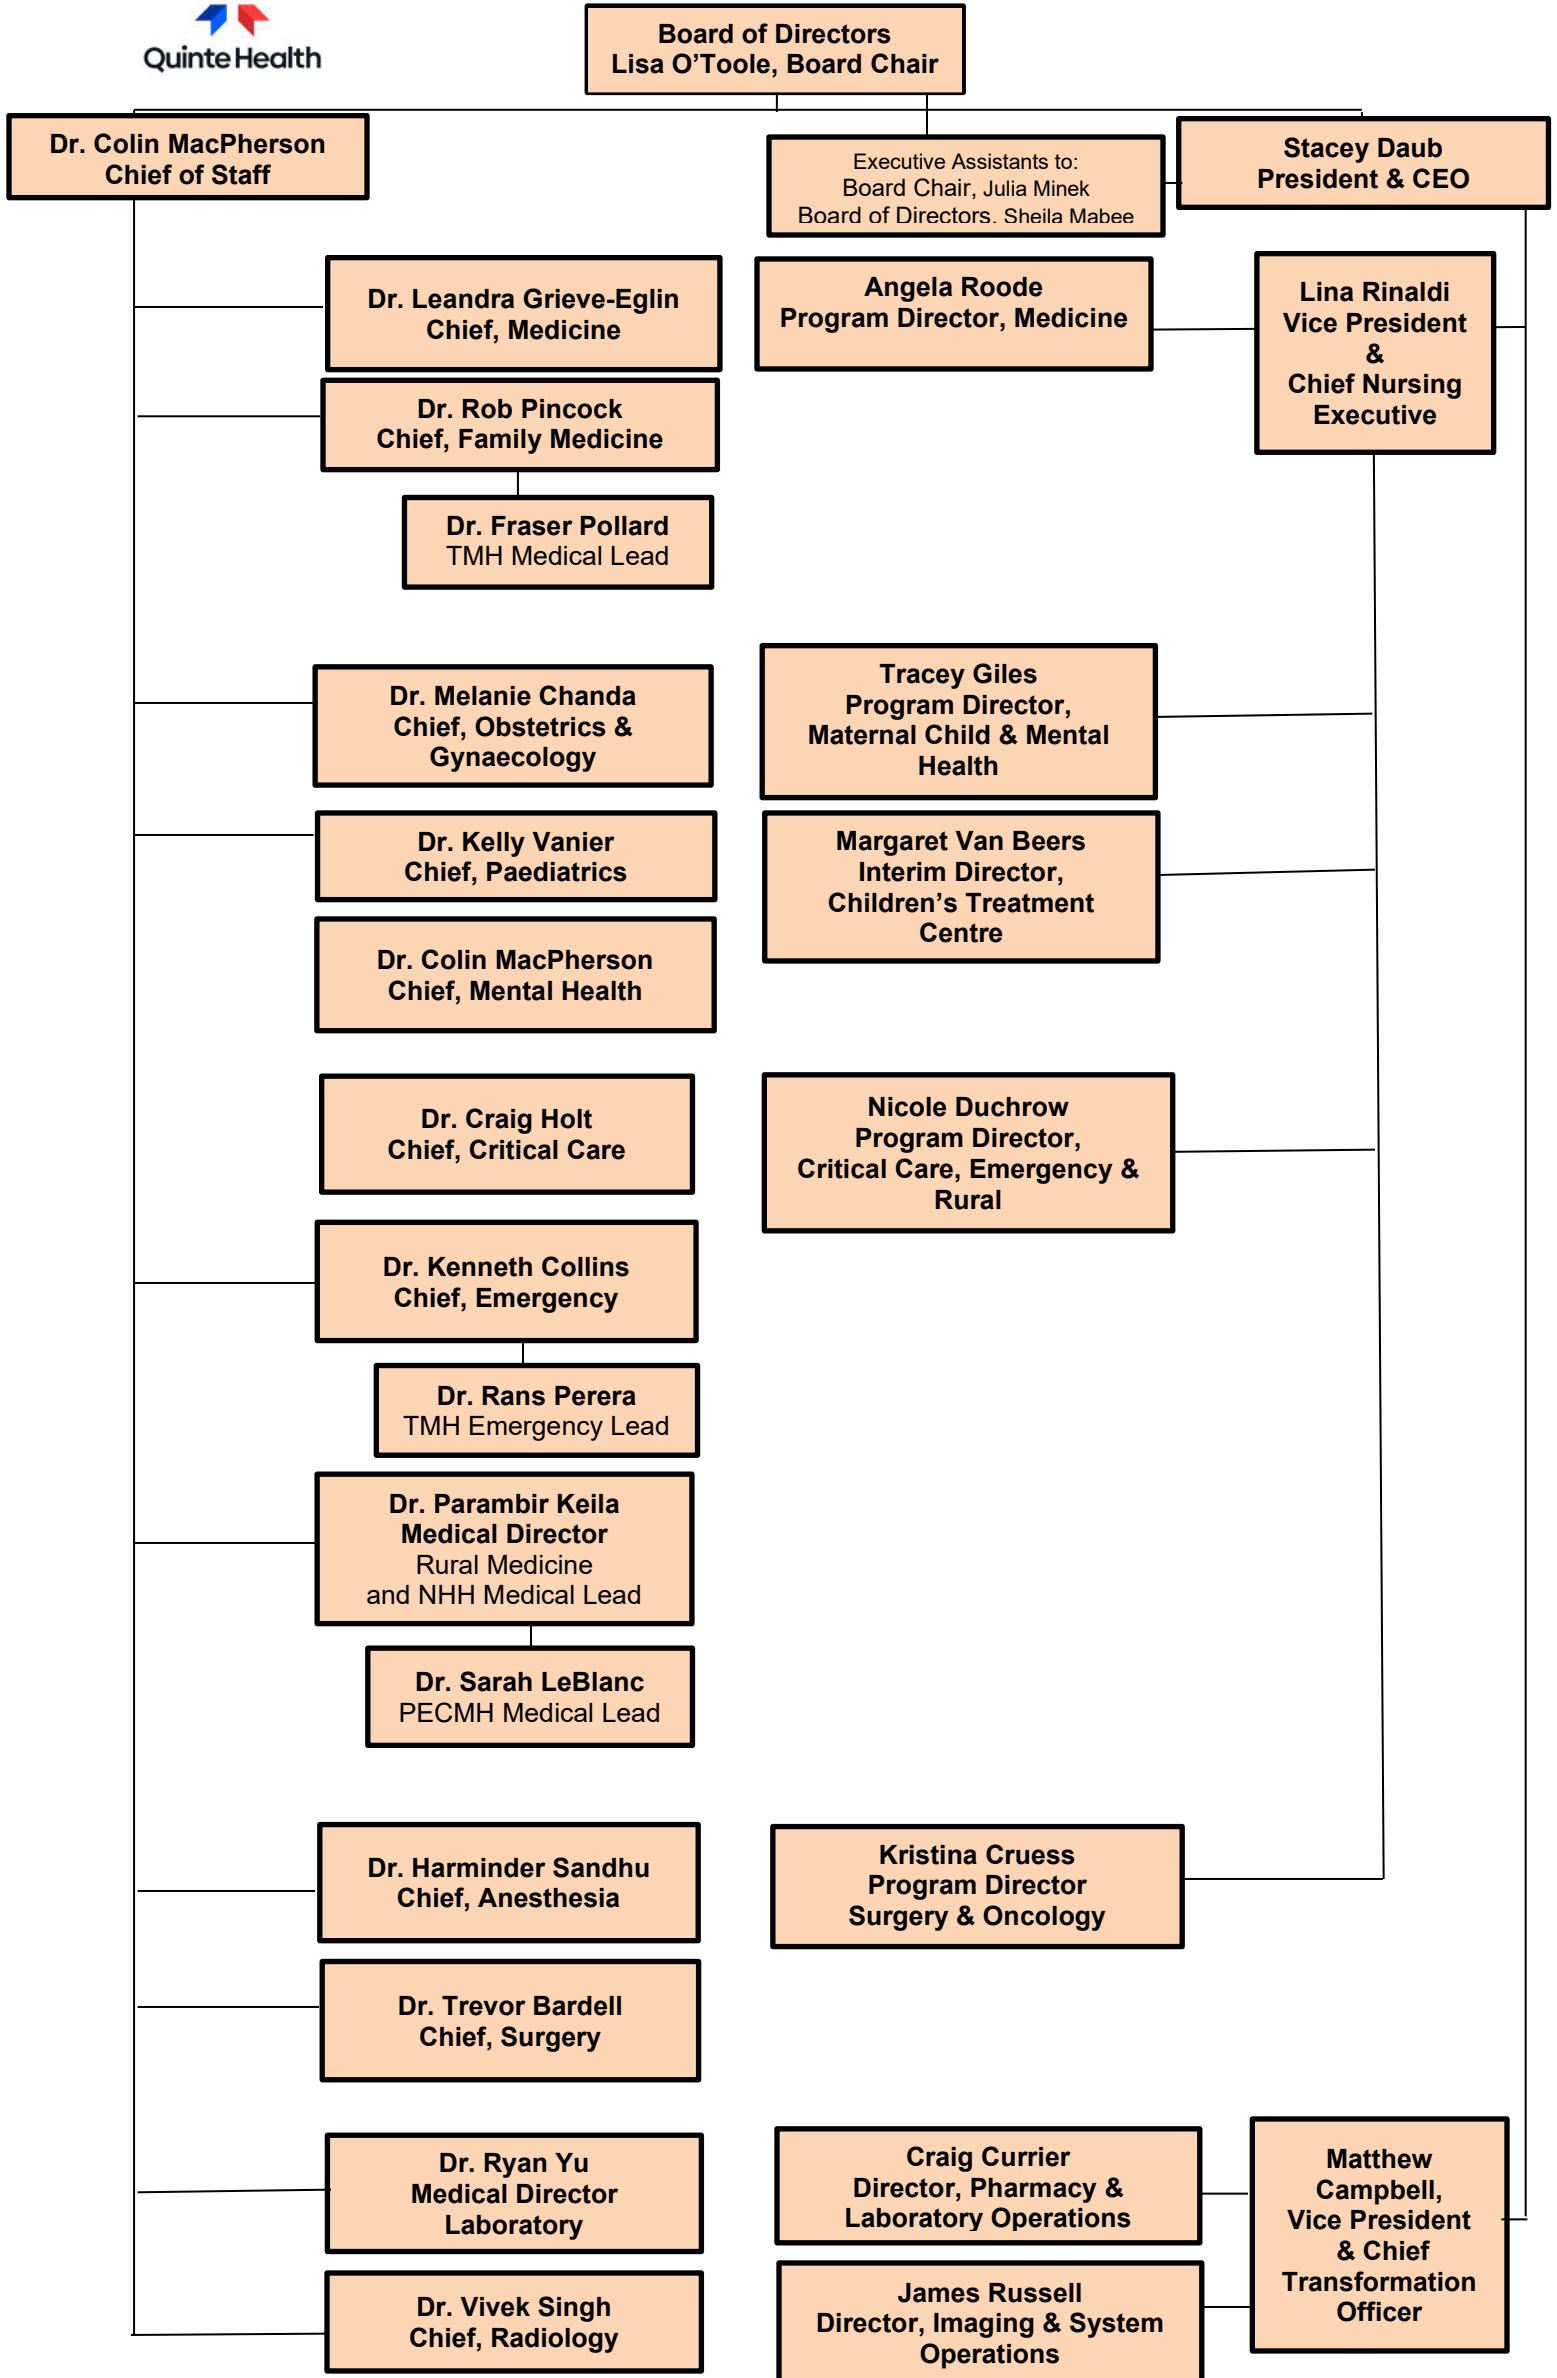 Quinte Health
Board of Directors
Lisa O’Toole, Board Chair
Dr. Colin MacPherson
Chief of Staff
Executive Assistants to:
Board Chair, Julia Minek
Board of Directors. Sheila Mabee
Stacey Daub
President & CEO
Dr. Leandra Grieve-Eglin
Chief, Medicine
Angela Roode
Program Director, Medicine
Lina Rinaldi
Vice President
&
Chief Nursing
Executive
Dr. Rob Pincock
Chief, Family Medicine
Dr. Fraser Pollard
TMH Medical Lead
Dr. Melanie Chanda
Chief, Obstetrics &
Gynaecology
Tracey Giles
Program Director,
Maternal Child & Mental
Health
Dr. Kelly Vanier
Chief, Paediatrics
Margaret Van Beers
Interim Director,
Children’s Treatment
Centre
Dr. Colin MacPherson
Chief, Mental Health
Dr. Craig Holt
Chief, Critical Care
Nicole Duchrow
Program Director,
Critical Care, Emergency &
Rural
Dr. Kenneth Collins
Chief, Emergency
Dr. Rans Perera
TMH Emergency Lead
Dr. Parambir Keila
Medical Director
Rural Medicine
and NHH Medical Lead
Dr. Sarah LeBlanc
PECMH Medical Lead
Dr. Harminder Sandhu
Chief, Anesthesia
Kristina Cruess
Program Director
Surgery & Oncology
Dr. Trevor Bardell
Chief, Surgery
Dr. Ryan Yu
Medical Director
Laboratory
Craig Currier
Director, Pharmacy &
Laboratory Operations
Matthew
Campbell,
Vice President
& Chief
Transformation
Officer
Dr. Vivek Singh
Chief, Radiology
James Russell
Director, Imaging & System
Operations